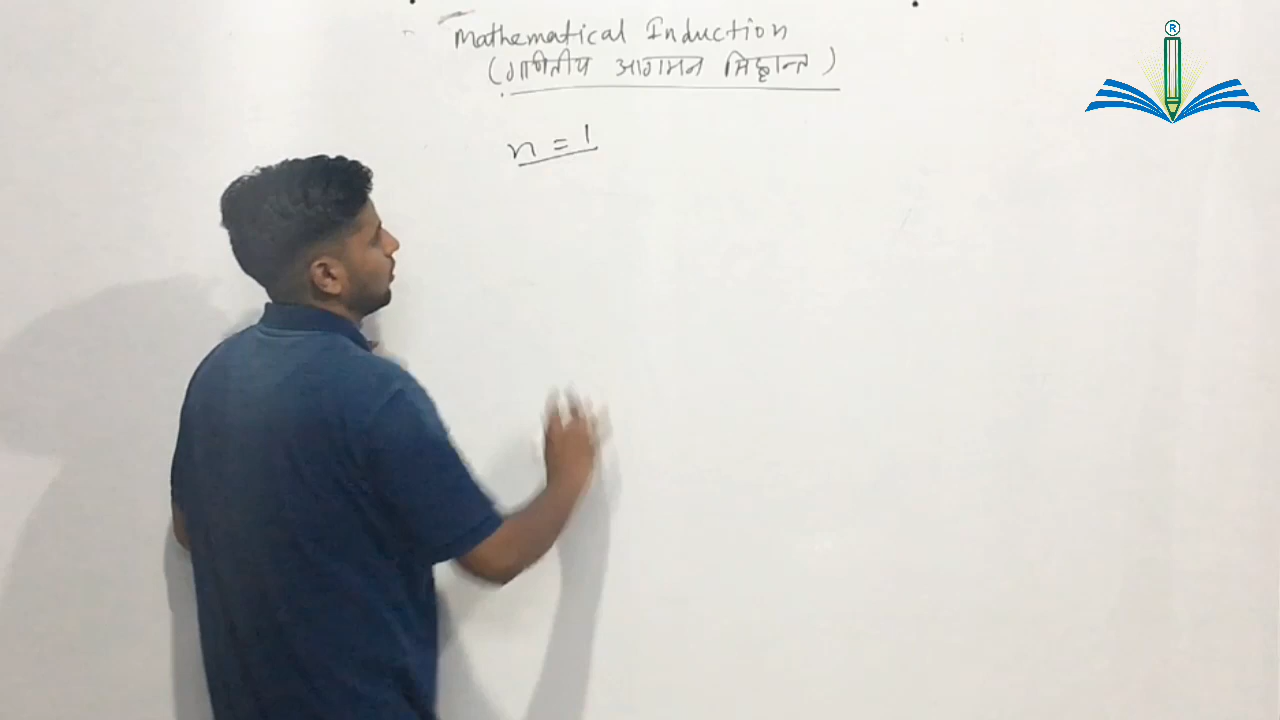 Mathematical Induction
(गणितीय आगमन सिद्धान्त)
n = 1
®